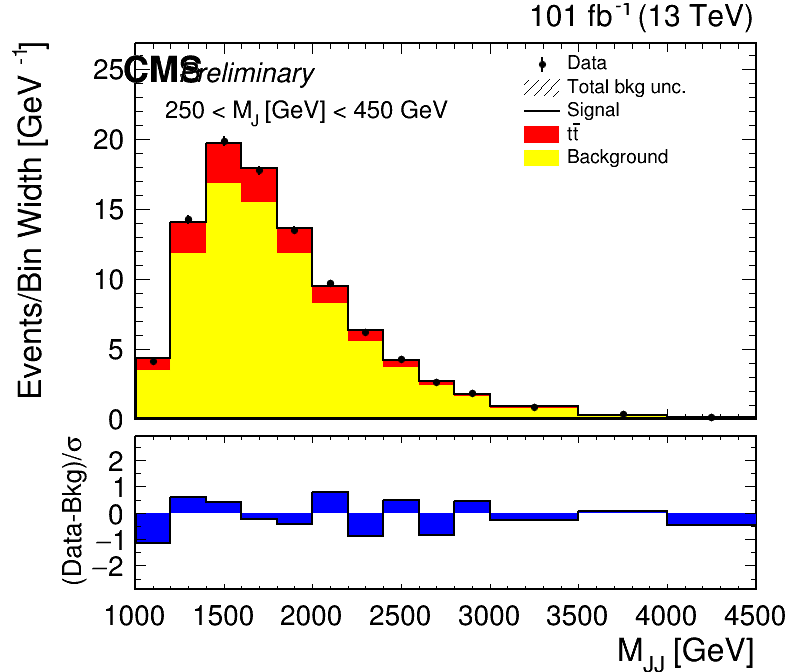 101 fb⁻¹ (13 TeV)
CMS Preliminary
250 < M_J [GeV] < 450 GeV
Data
Total bkg unc.
Signal
tt̄
Background
Events/Bin Width [GeV⁻¹]
25
20
15
10
5
0
(Data-Bkg)/σ
2
1
0
−1
−2
1000 1500 2000 2500 3000 3500 4000 4500
M_JJ [GeV]